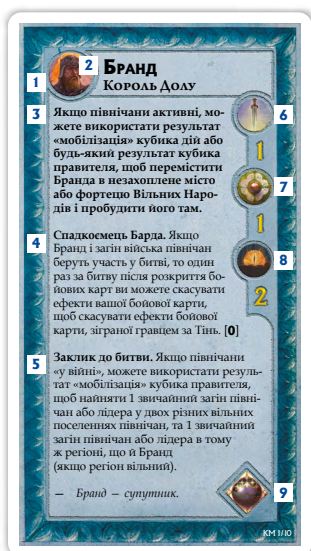 2
Бранд
1
Король Долу
3
Якщо північани активні, мо-
жете використати результат
«мобілізація» кубика дій або
будь-який результат кубика
правителя, щоб перемістити
Бранда в незахоплене місто
або фортецю Вільних Наро-
дів і пробудити його там.
6
1
7
1
4
Спадкоємець Барда. Якщо
Бранд і загін війська північан
беруть участь у битві, то один
раз за битву після розкриття бо-
йових карт ви можете скасувати
ефекти вашої бойової карти,
щоб скасувати ефекти бойової
карти, зіграної гравцем за Тінь. [0]
8
2
5
Заклик до битви. Якщо північани
«у війні», можете використати резуль-
тат «мобілізація» кубика правителя,
щоб найняти 1 звичайний загін півні-
чан або лідера у двох різних вільних
поселеннях північан, та 1 звичайний
загін північан або лідера в тому
ж регіоні, що й Бранд
(якщо регіон вільний).
— Бранд – супутник.
9
КМ 1/10